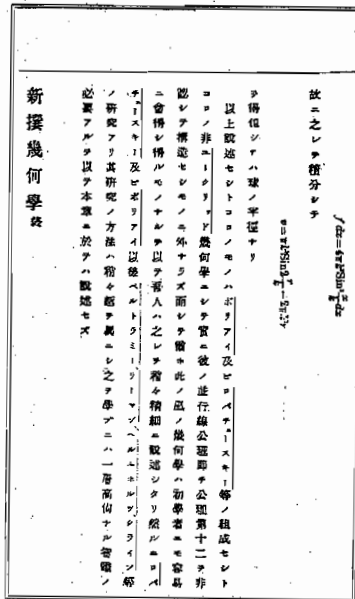 故ニ之レヲ積分シテ
ヲ得但シrハ球ノ半徑ナリ
以上說述セシトコロノモノハボリアイ及ビロバチュースキー等ノ組成セシト
コロノ非ユークリッド幾何學ニシテ實ニ彼ノ並行線公理即チ公理第十二ヲ非
認シテ構造セシモノニ外ナラズ而シテ猶ホ此ノ風ノ幾何學ハ初學者ニモ容易
ニ會得シ得ルモノナルヲ以テ吾人ハ之レヲ稍々精細ニ說述シタリ然ルニロバ
チュースキー及ビボリアイ以後ベルトラミーリーマンヘルムホルツクライン等
ノ研究アリ其研究ノ方法ハ稍々趣ヲ異ニシ之ヲ學ブニハ一層高尙ナル智識ノ
必要アルヲ以テ本章ニ於テハ說述セズ
新撰幾何學終